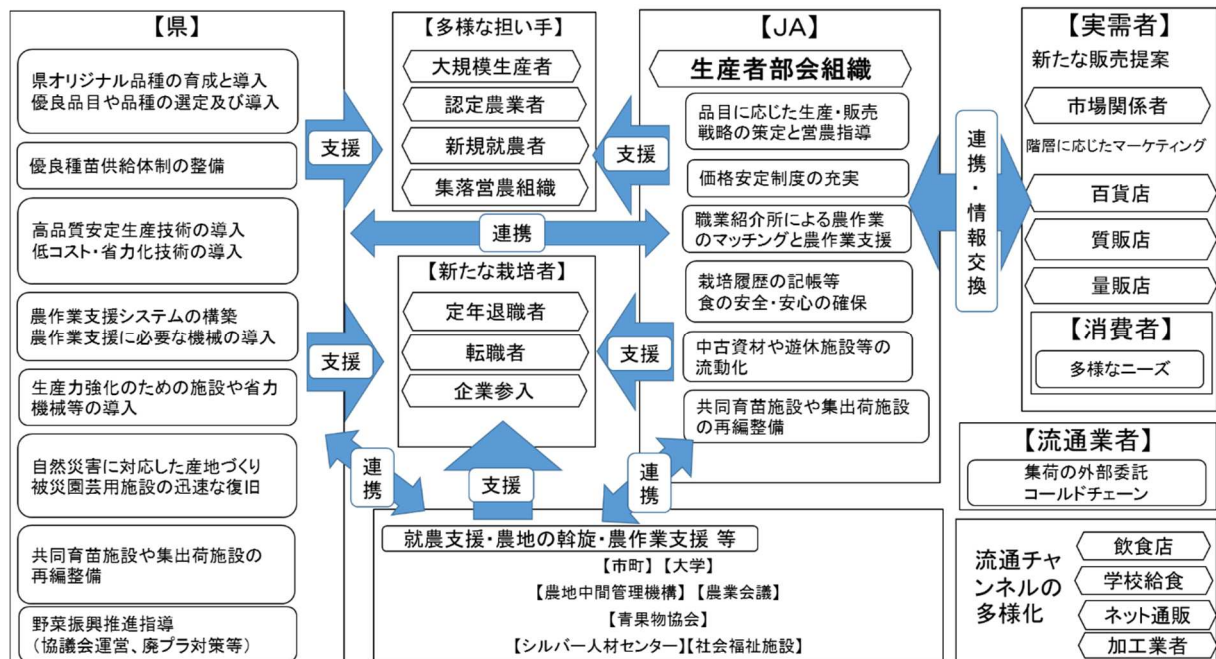 【県】
県オリジナル品種の育成と導入
優良品目や品種の選定及び導入
優良種苗供給体制の整備
高品質安定生産技術の導入
低コスト・省力化技術の導入
農作業支援システムの構築
農作業支援に必要な機械の導入
生産力強化のための施設や省力
機械等の導入
自然災害に対応した産地づくり
被災園芸用施設の迅速な復旧
共同育苗施設や集出荷施設の
再編整備
野菜振興推進指導
(協議会運営、廃プラ対策等)
支援
支援
【多様な担い手】
大規模生産者
認定農業者
新規就農者
集落営農組織
連携
【新たな栽培者】
定年退職者
転職者
企業参入
支援
支援
支援
連携
連携
【JA】
生産者部会組織
品目に応じた生産・販売
戦略の策定と営農指導
価格安定制度の充実
職業紹介所による農作業
のマッチングと農作業支援
栽培履歴の記帳等
食の安全・安心の確保
中古資材や遊休施設等の
流動化
共同育苗施設や集出荷施設
の再編整備
就農支援・農地の斡旋・農作業支援 等
【市町】【大学】
【農地中間管理機構】【農業会議】
【青果物協会】
【シルバー人材センター】【社会福祉施設】
連携・情報交換
【実需者】
新たな販売提案
市場関係者
階層に応じたマーケティング
百貨店
質販店
量販店
【消費者】
多様なニーズ
【流通業者】
集荷の外部委託
コールドチェーン
流通チャ
ンネルの
多様化
飲食店
学校給食
ネット通販
加工業者